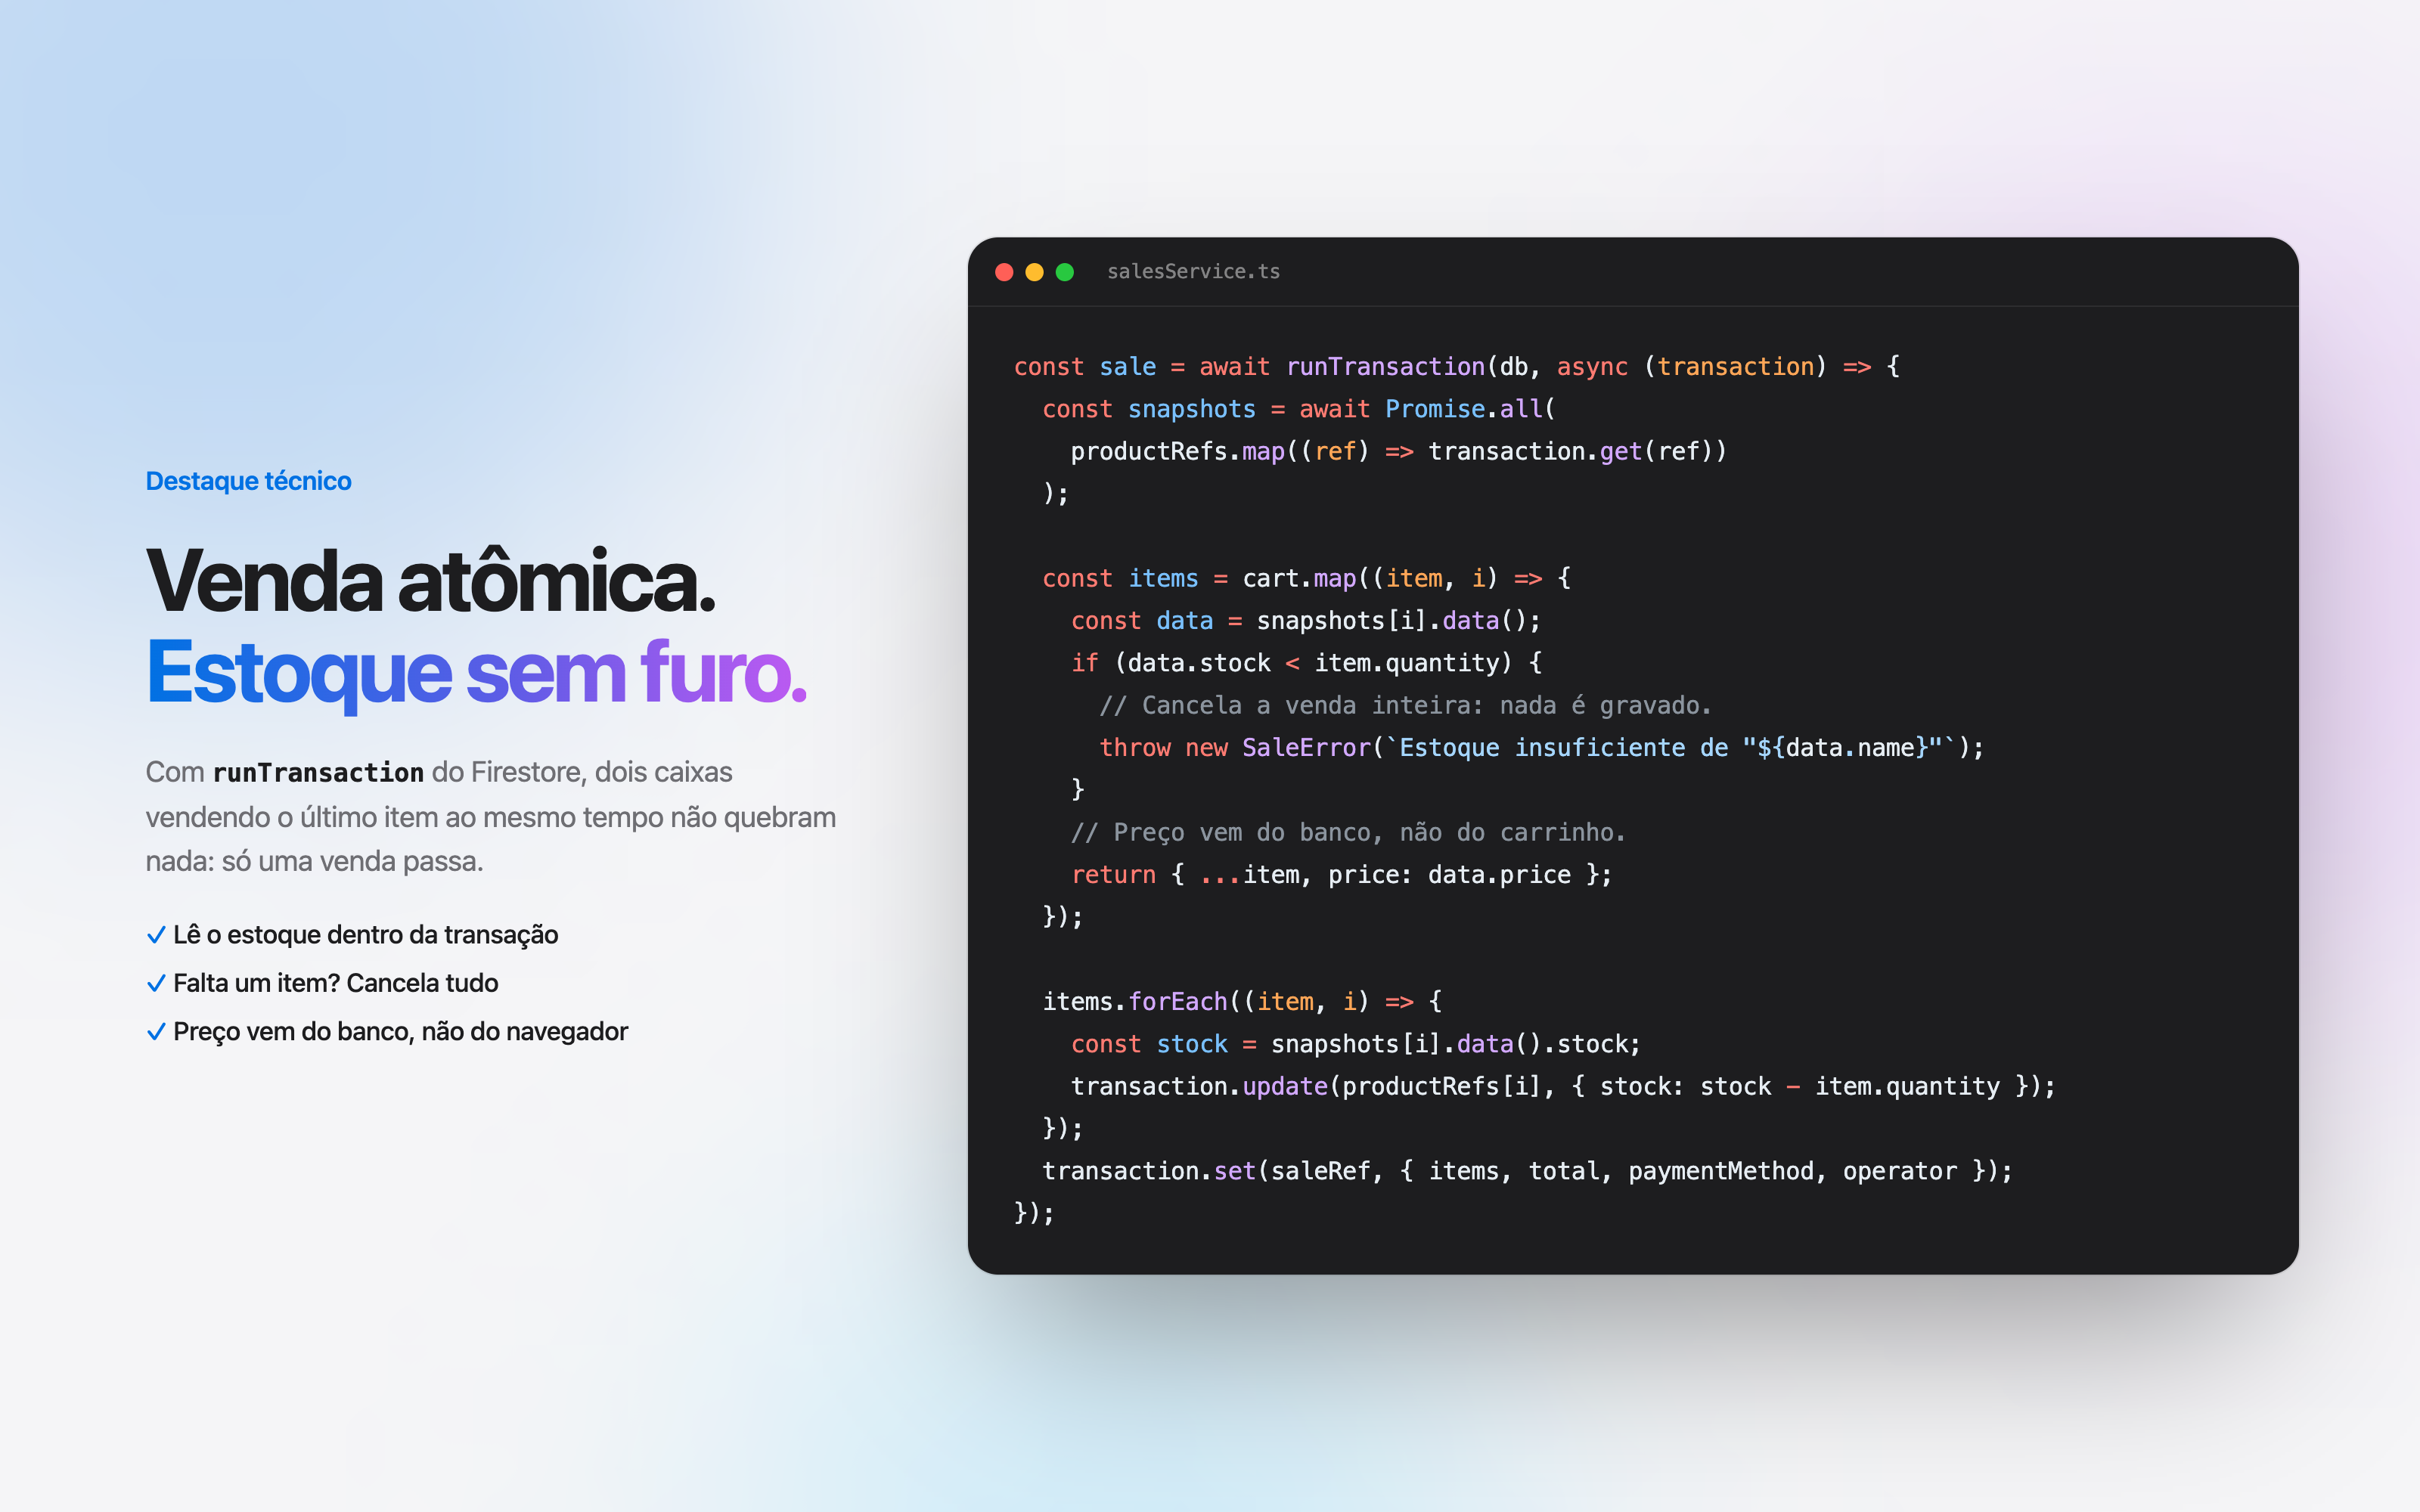 Destaque técnico
Venda atômica.
Estoque sem furo.
Com runTransaction do Firestore, dois caixas
vendendo o último item ao mesmo tempo não quebram
nada: só uma venda passa.
✓ Lê o estoque dentro da transação
✓ Falta um item? Cancela tudo
✓ Preço vem do banco, não do navegador
salesService.ts
const sale = await runTransaction(db, async (transaction) => {
  const snapshots = await Promise.all(
    productRefs.map((ref) => transaction.get(ref))
  );

  const items = cart.map((item, i) => {
    const data = snapshots[i].data();
    if (data.stock < item.quantity) {
      // Cancela a venda inteira: nada é gravado.
      throw new SaleError(`Estoque insuficiente de "${data.name}"`);
    }
    // Preço vem do banco, não do carrinho.
    return { ...item, price: data.price };
  });

  items.forEach((item, i) => {
    const stock = snapshots[i].data().stock;
    transaction.update(productRefs[i], { stock: stock - item.quantity });
  });
  transaction.set(saleRef, { items, total, paymentMethod, operator });
});